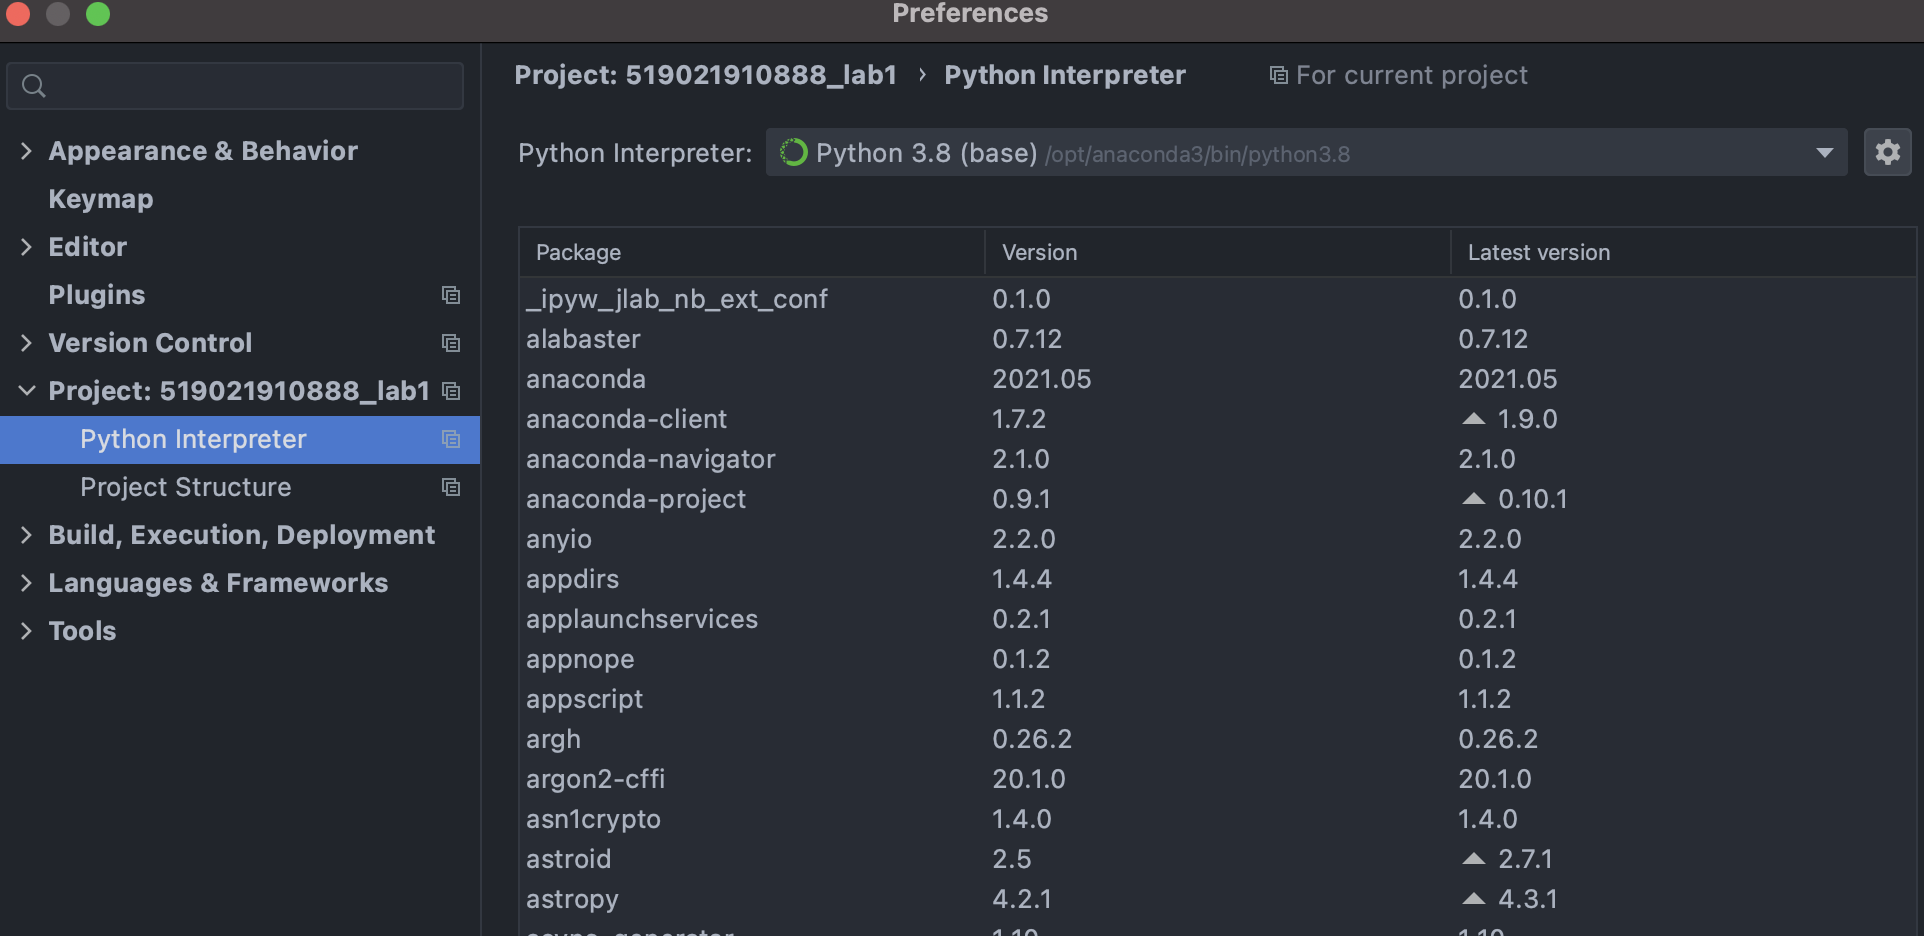 Preferences
Project: 519021910888_lab1 › Python Interpreter For current project
Appearance & Behavior
Keymap
Editor
Plugins
Version Control
Project: 519021910888_lab1
Python Interpreter
Project Structure
Build, Execution, Deployment
Languages & Frameworks
Tools
Python Interpreter: Python 3.8 (base) /opt/anaconda3/bin/python3.8
Package Version Latest version
_ipyw_jlab_nb_ext_conf 0.1.0 0.1.0
alabaster 0.7.12 0.7.12
anaconda 2021.05 2021.05
anaconda-client 1.7.2 1.9.0
anaconda-navigator 2.1.0 2.1.0
anaconda-project 0.9.1 0.10.1
anyio 2.2.0 2.2.0
appdirs 1.4.4 1.4.4
applaunchservices 0.2.1 0.2.1
appnope 0.1.2 0.1.2
appscript 1.1.2 1.1.2
argh 0.26.2 0.26.2
argon2-cffi 20.1.0 20.1.0
asn1crypto 1.4.0 1.4.0
astroid 2.5 2.7.1
astropy 4.2.1 4.3.1